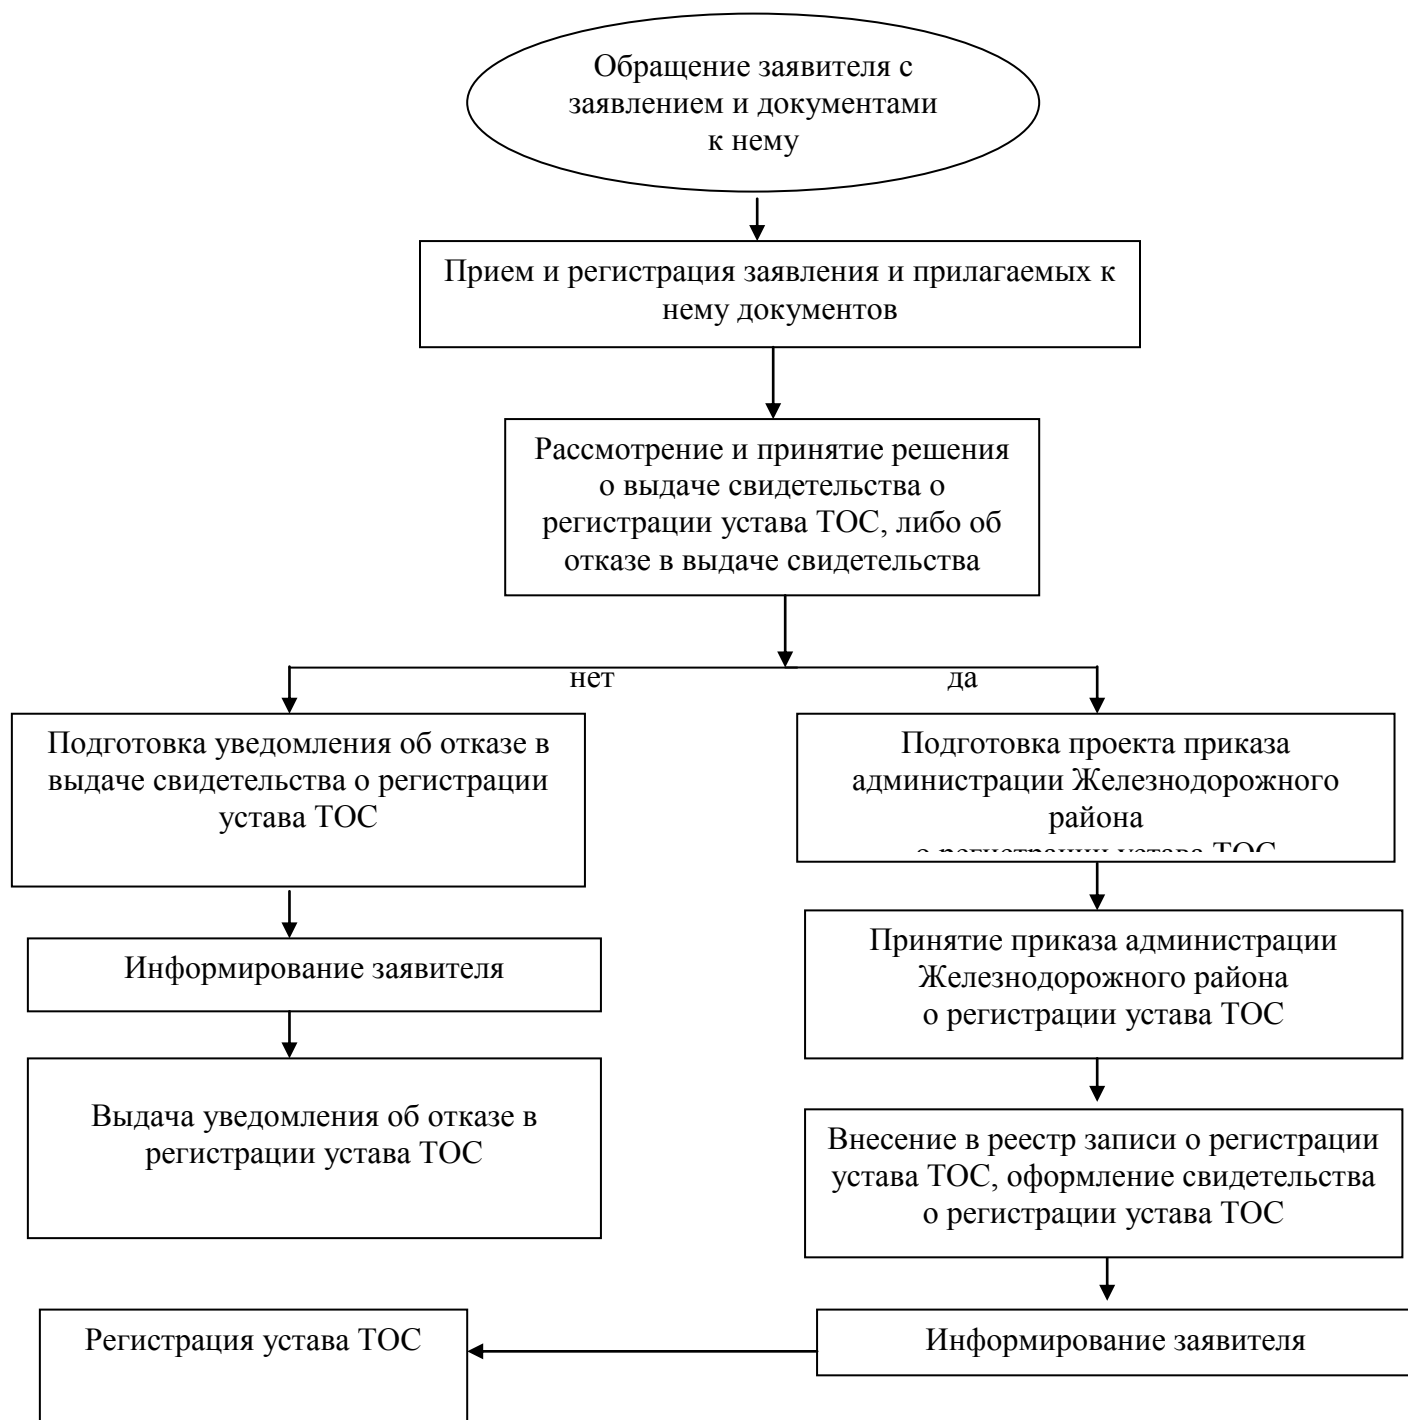 Обращение заявителя с
заявлением и документами
к нему
Прием и регистрация заявления и прилагаемых к
нему документов
Рассмотрение и принятие решения
о выдаче свидетельства о
регистрации устава ТОС, либо об
отказе в выдаче свидетельства
нет
да
Подготовка уведомления об отказе в
выдаче свидетельства о регистрации
устава ТОС
Подготовка проекта приказа
администрации Железнодорожного
района
о регистрации устава ТОС
Информирование заявителя
Принятие приказа администрации
Железнодорожного района
о регистрации устава ТОС
Выдача уведомления об отказе в
регистрации устава ТОС
Внесение в реестр записи о регистрации
устава ТОС, оформление свидетельства
о регистрации устава ТОС
Регистрация устава ТОС
Информирование заявителя